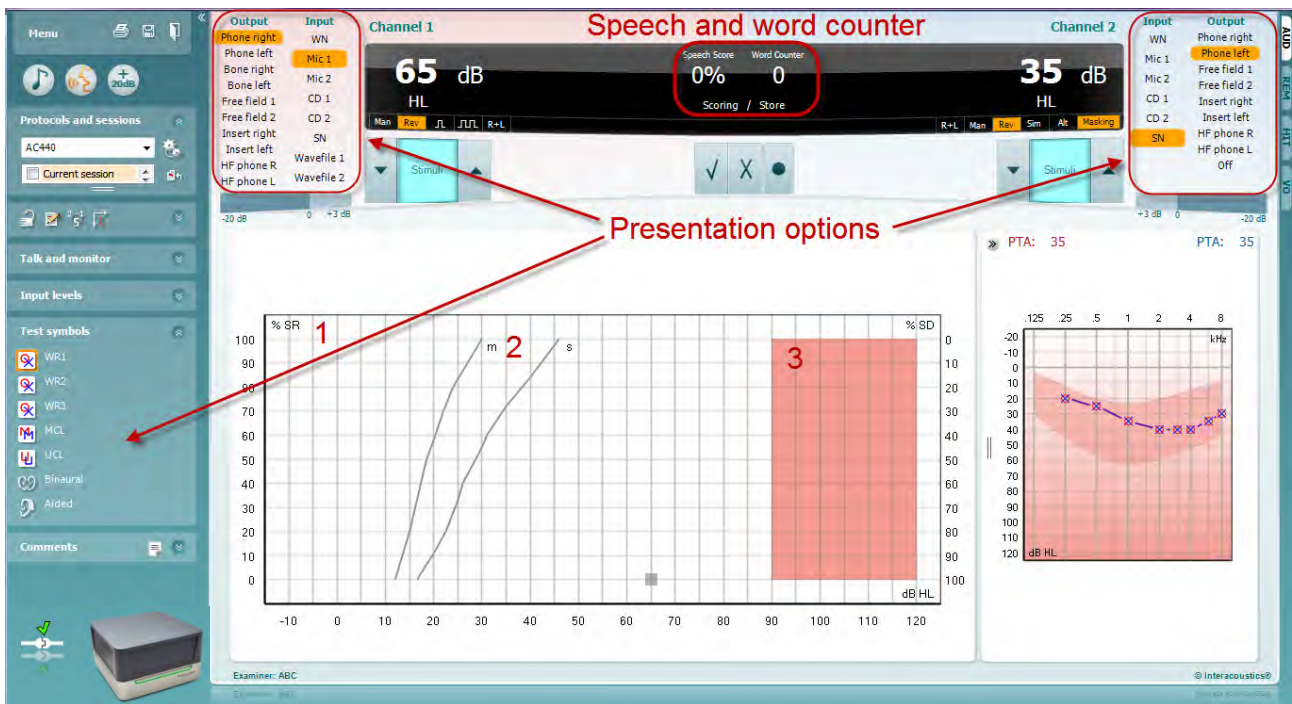 Menu
20dB
Protocols and sessions
AC440
Current session
Talk and monitor
Input levels
Test symbols
WR1
WR2
WR3
MCL
UCL
Binaural
Aided
Comments
Output Input
Phone right WN
Phone left Mic 1
Bone right Mic 2
Bone left CD 1
Free field 1 CD 2
Free field 2 SN
Insert right Wavefile 1
Insert left Wavefile 2
HF phone R
HF phone L
Channel 1
Speech and word counter
Channel 2
65 dB
HL
Speech Score Word Counter
0% 0
Scoring / Store
35 dB
HL
Man Rev R+L
R+L Man Rev Sim Alt Masking
Stimuli
Stimuli
Input Output
WN Phone right
Mic 1 Phone left
Mic 2 Free field 1
CD 1 Free field 2
CD 2 Insert right
SN Insert left
HF phone R
HF phone L
Off
AUD
REM
HIT
VO
-20 dB 0 +3 dB
+3 dB 0 -20 dB
Presentation options
PTA: 35 PTA: 35
% SR 1
m 2 s
3
% SD
100 90 80 70 60 50 40 30 20 10 0
0 10 20 30 40 50 60 70 80 90 100
dB HL
-10 0 10 20 30 40 50 60 70 80 90 100 110 120
.125 .25 .5 1 2 4 8
kHz
-20 -10 0 10 20 30 40 50 60 70 80 90 100 110 120
dB HL
Examiner: ABC
© Interacoustics®